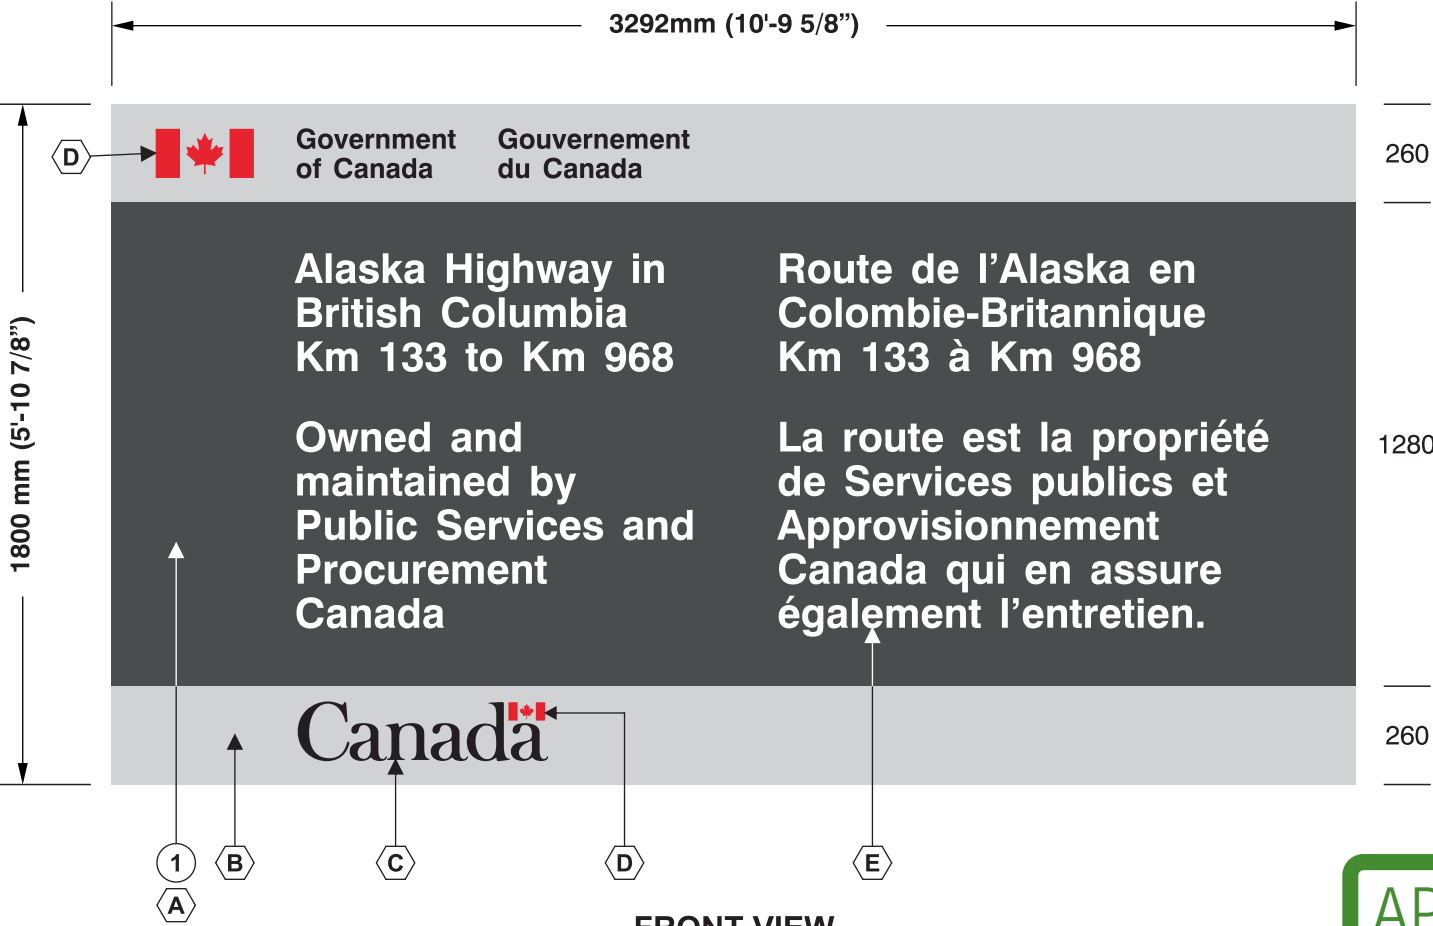 3292mm (10'-9 5/8”)
1800 mm (5'-10 7/8”)
D
Government
of Canada
Gouvernement
du Canada
260
Alaska Highway in
British Columbia
Km 133 to Km 968
Owned and
maintained by
Public Services and
Procurement
Canada
Route de l’Alaska en
Colombie-Britannique
Km 133 à Km 968
La route est la propriété
de Services publics et
Approvisionnement
Canada qui en assure
également l’entretien.
1280
Canada
260
1
A
B
C
D
E
FRONT VIEW
AP